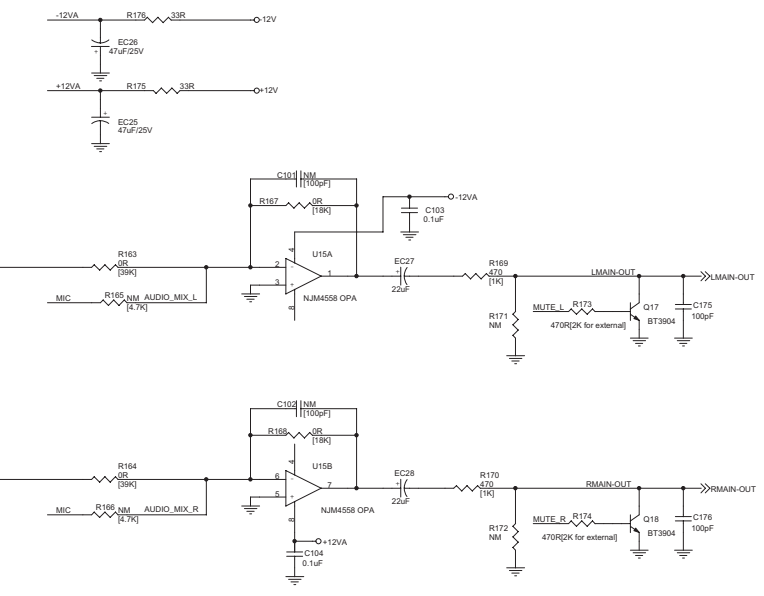 -12VA R176 33R -12V
EC26
47uF/25V
+
+12VA R175 33R +12V
+
EC25
47uF/25V
C101 NM
[100pF]
R167 0R
[18K]
-12VA
C103
0.1uF
R163
0R
[39K]
MIC R165 NM AUDIO_MIX_L
[4.7K]
4
U15A
2 -
3 +
1
8
NJM4558 OPA
EC27
+
22uF
R169
470
[1K]
LMAIN-OUT
LMAIN-OUT
R171
NM
MUTE_L R173
470R[2K for external]
Q17
BT3904
C175
100pF
C102 NM
[100pF]
R168 0R
[18K]
R164
0R
[39K]
MIC R166 NM AUDIO_MIX_R
[4.7K]
4
U15B
6 -
5 +
7
8
NJM4558 OPA
+12VA
C104
0.1uF
EC28
+
22uF
R170
470
[1K]
RMAIN-OUT
RMAIN-OUT
R172
NM
MUTE_R R174
470R[2K for external]
Q18
BT3904
C176
100pF